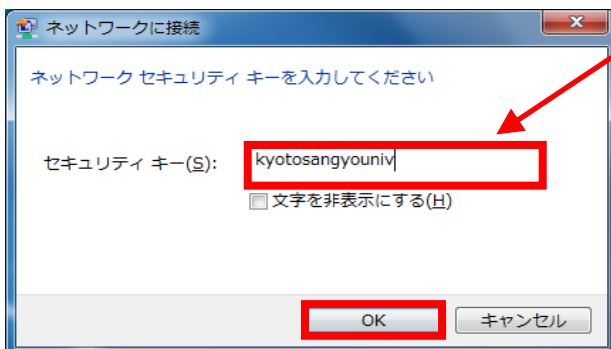 ネットワークに接続
ネットワーク セキュリティ キーを入力してください
セキュリティ キー(S): kyotosangyouniv
文字を非表示にする(H)
OK キャンセル